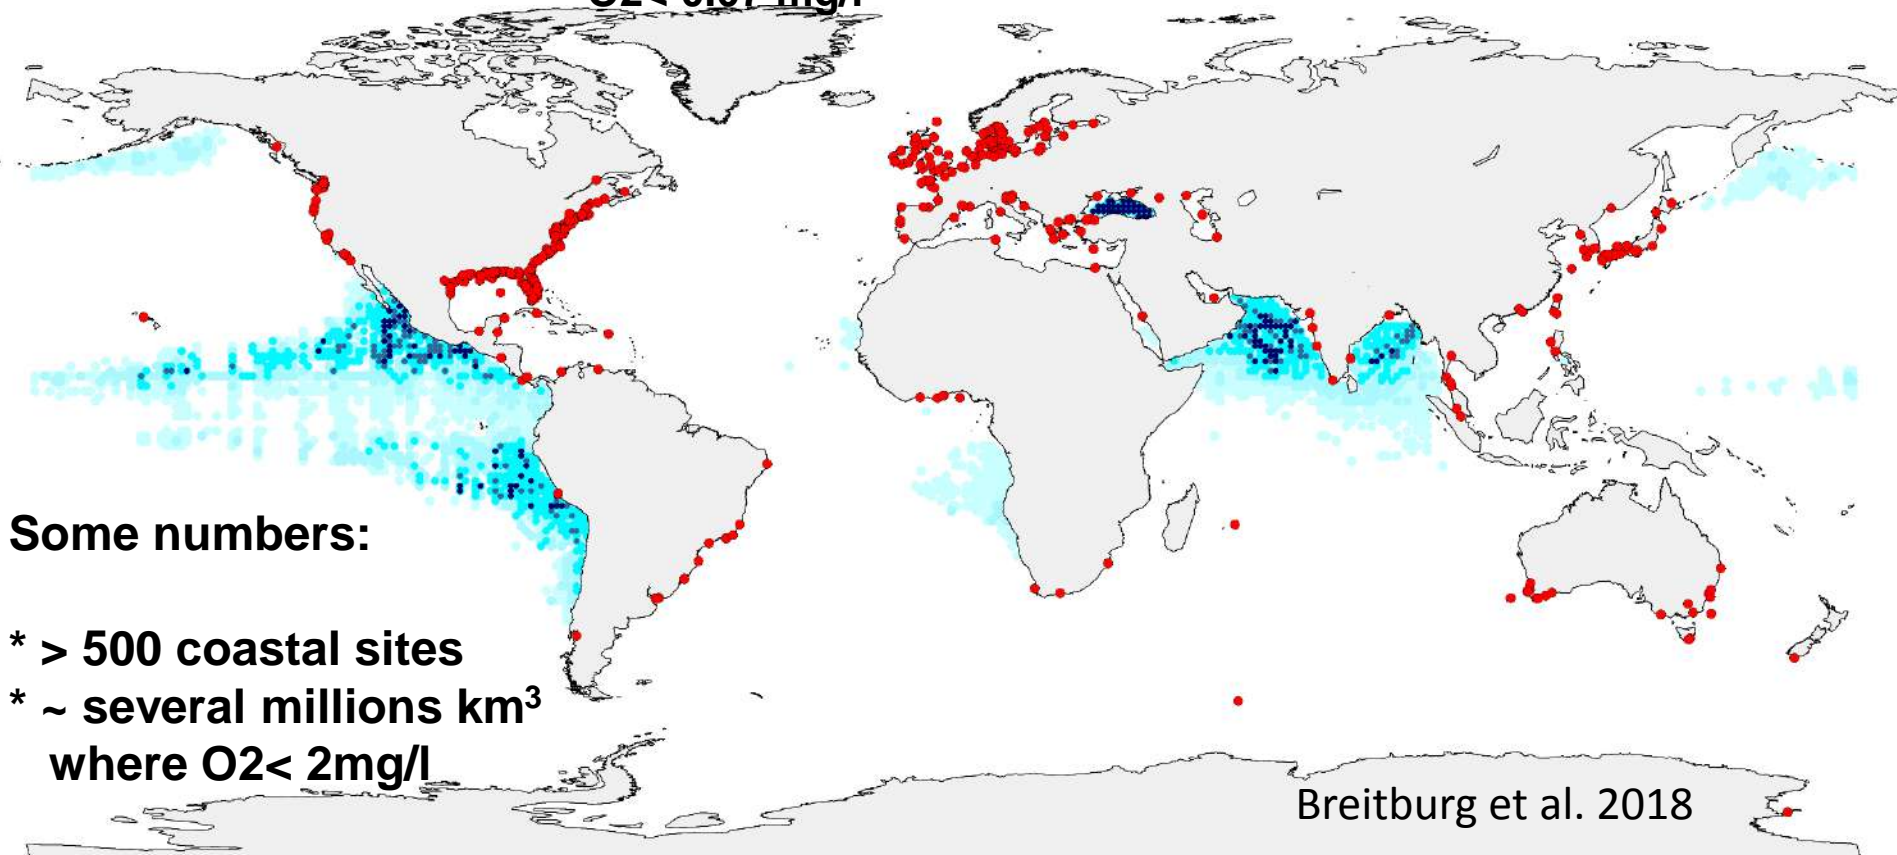 Some numbers:
* > 500 coastal sites
* ~ several millions km³
where O2< 2mg/l
Breitburg et al. 2018